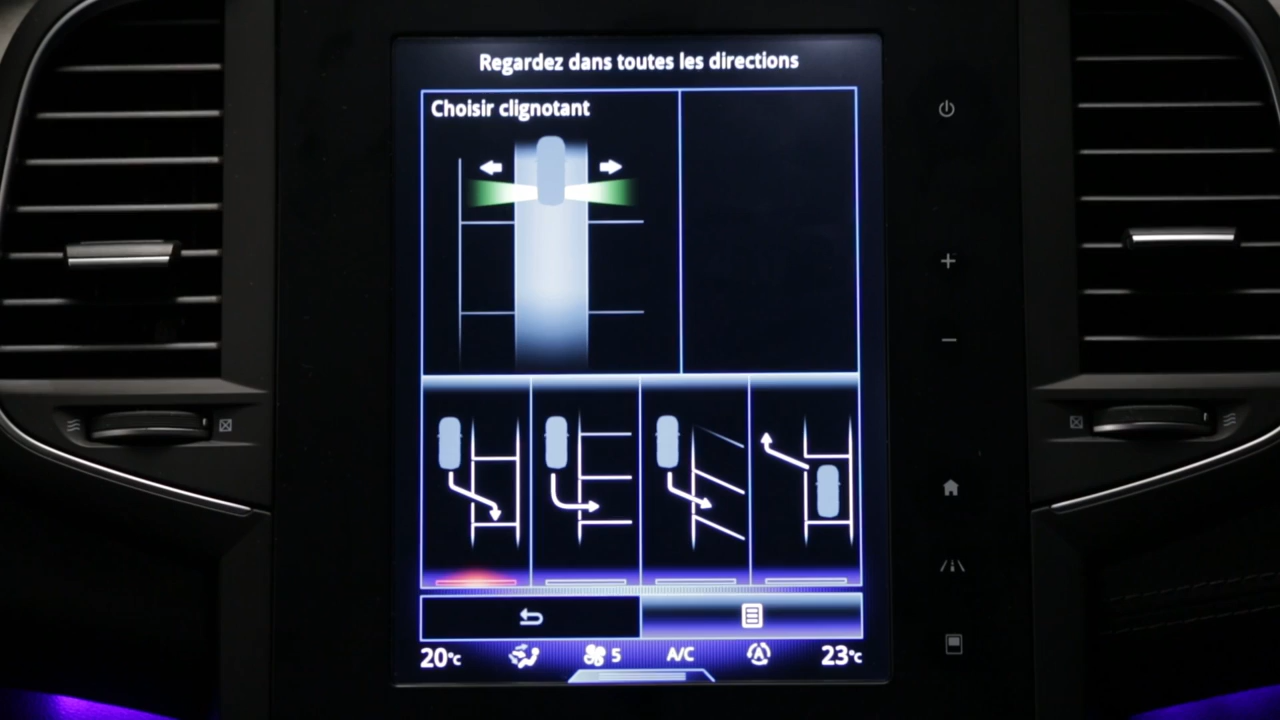 Regardez dans toutes les directions
Choisir clignotant
20°C 5 A/C 23°C